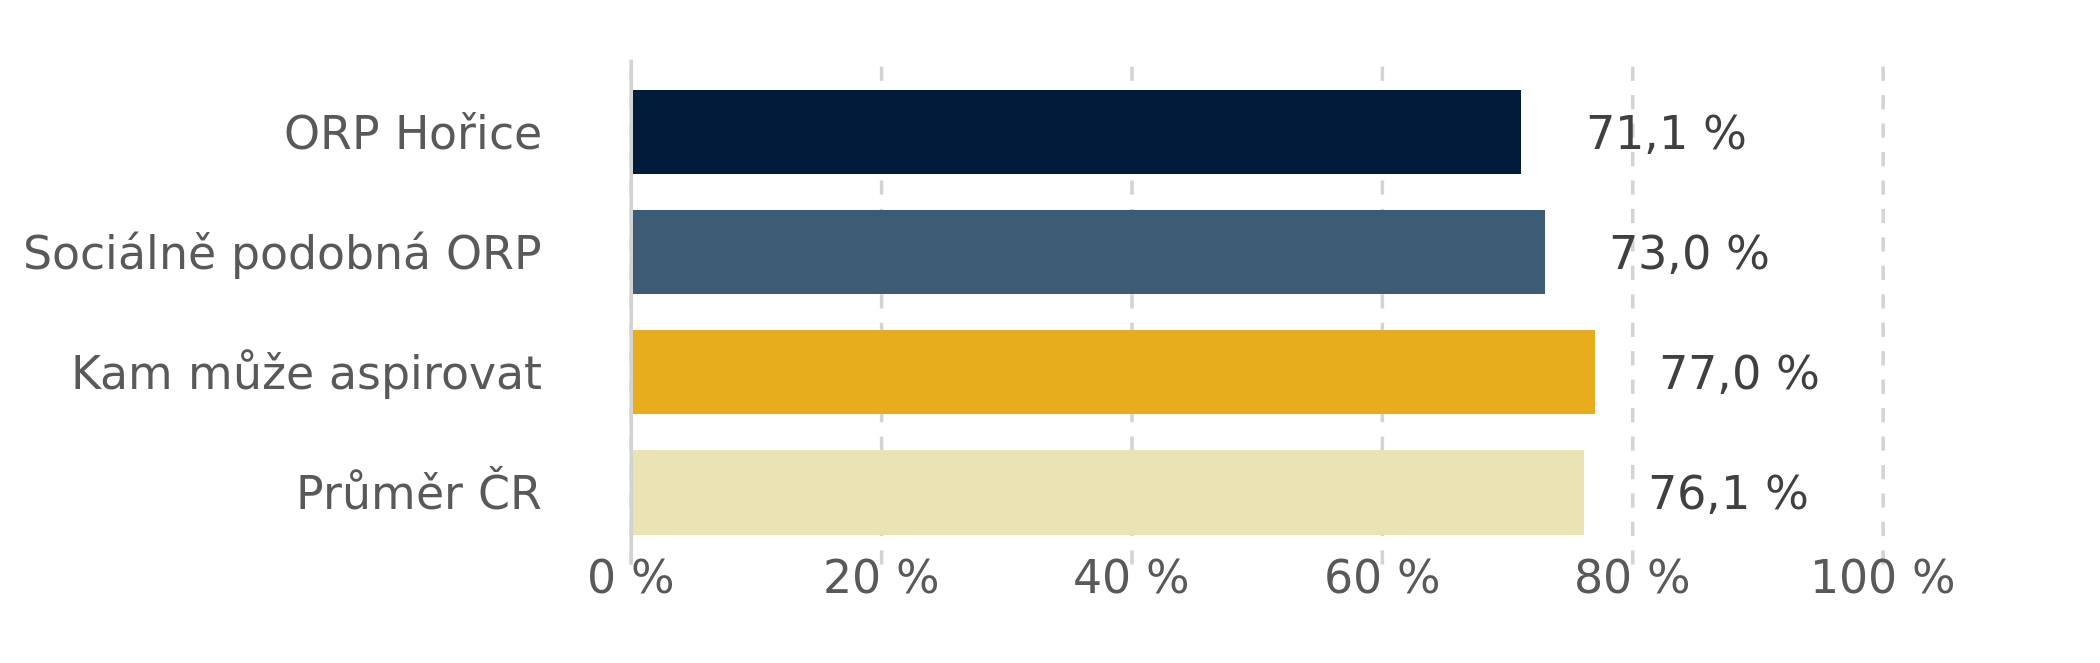 ORP Hořice 71,1 %
Sociálně podobná ORP 73,0 %
Kam může aspirovat 77,0 %
Průměr ČR 76,1 %
0 % 20 % 40 % 60 % 80 % 100 %